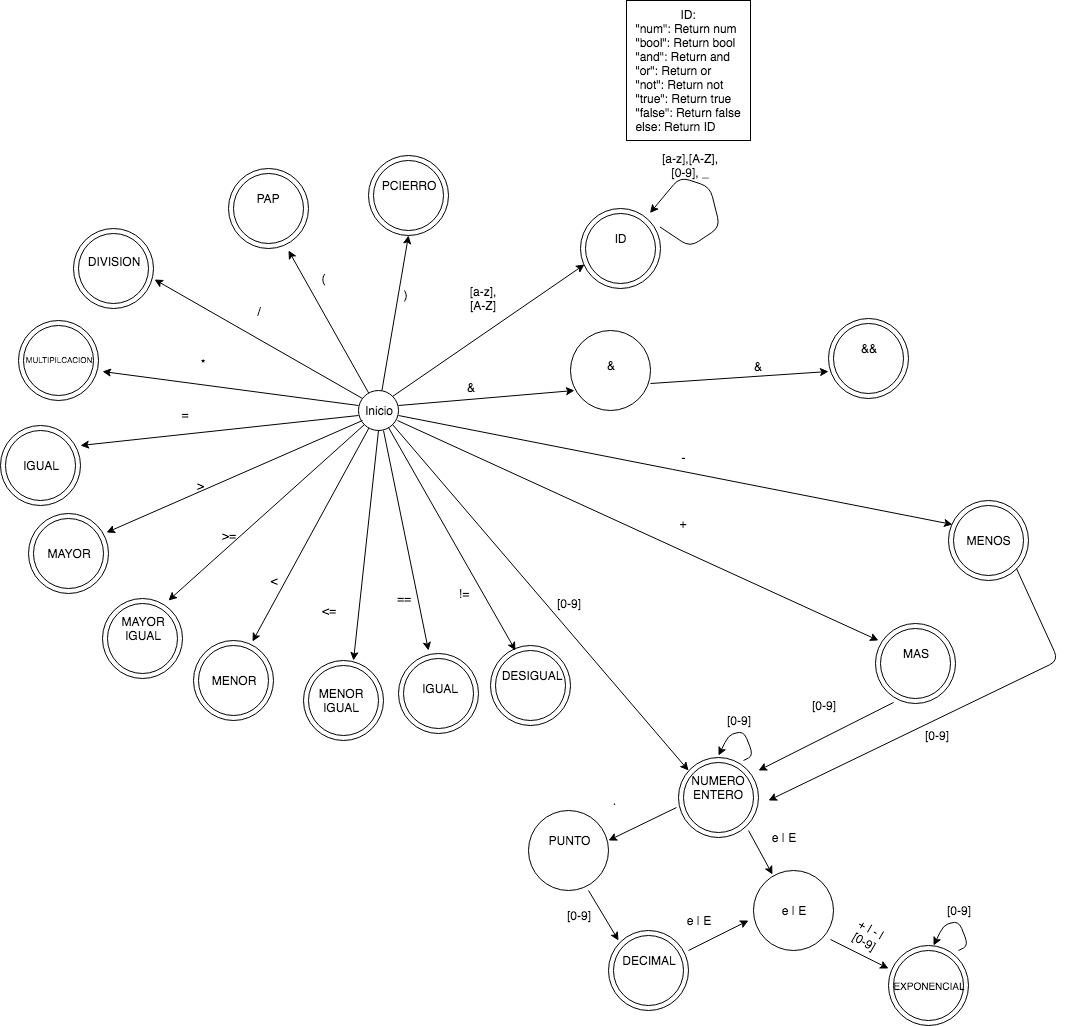 ID:
"num": Return num
"bool": Return bool
"and": Return and
"or": Return or
"not": Return not
"true": Return true
"false": Return false
else: Return ID
[a-z],[A-Z],
[0-9], _
PCIERRO
PAP
ID
DIVISION
(
)
[a-z],
[A-Z]
/
&&
MULTIPILCACION
*
&
&
&
Inicio
=
IGUAL
-
>
+
MAYOR
>=
MENOS
<
==
!=
[0-9]
<=
MAYOR
IGUAL
MAS
MENOR
MENOR
IGUAL
IGUAL
DESIGUAL
[0-9]
[0-9]
[0-9]
NUMERO
ENTERO
.
PUNTO
e | E
[0-9]
e | E
e | E
+ | - |
[0-9]
[0-9]
DECIMAL
EXPONENCIAL